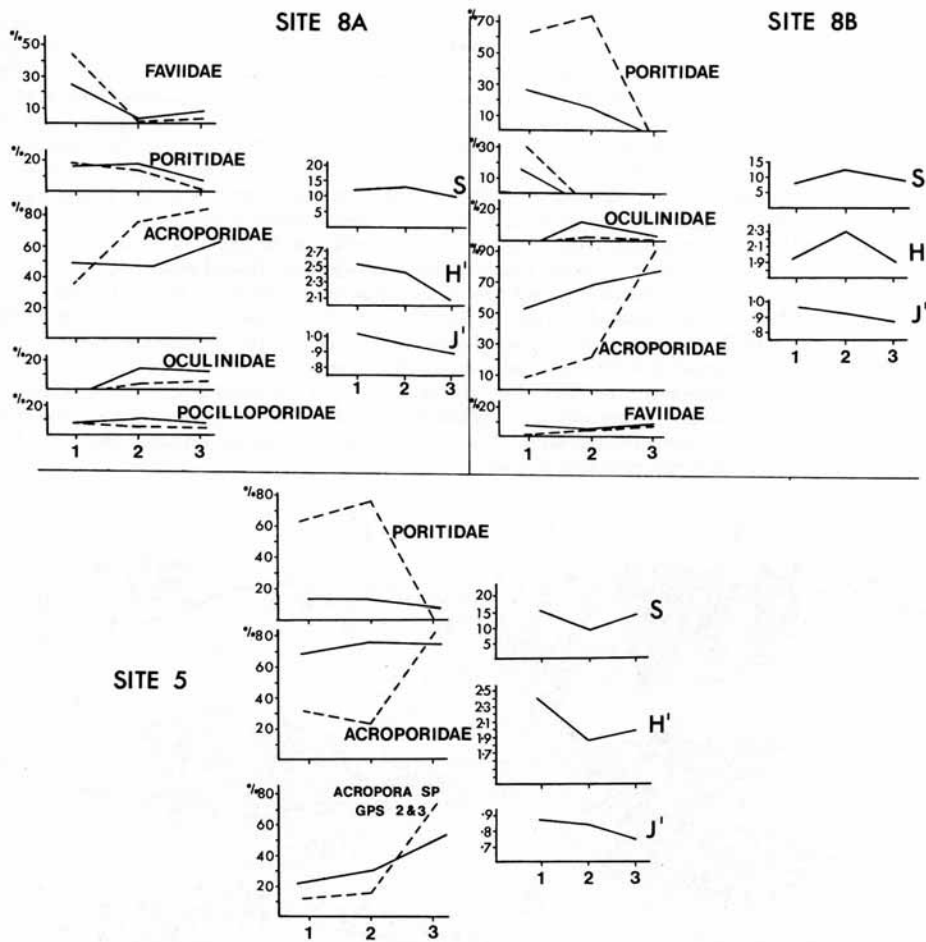 SITE 8A
%
50
30
10
FAVIIDAE
%
20
PORITIDAE
%
80
60
40
20
ACROPORIDAE
%
20
OCULINIDAE
%
20
POCILLOPORIDAE
1 2 3
20
15
10
5
S
2·7
2·5
2·3
2·1
H'
1·0
·9
·8
J'
1 2 3
SITE 8B
%
70
50
30
10
PORITIDAE
%
30
10
20
OCULINIDAE
%
90
70
50
30
10
ACROPORIDAE
%
20
FAVIIDAE
1 2 3
15
10
5
S
2·3
2·1
1·9
H
1·0
·9
·8
J'
1 2 3
SITE 5
% 80
60
40
20
PORITIDAE
% 80
60
40
20
ACROPORIDAE
% 80
60
40
20
ACROPORA SP
GPS 2&3
1 2 3
20
15
10
5
S
25
2·3
2·1
1·9
1·7
H'
·9
·8
·7
J'
1 2 3